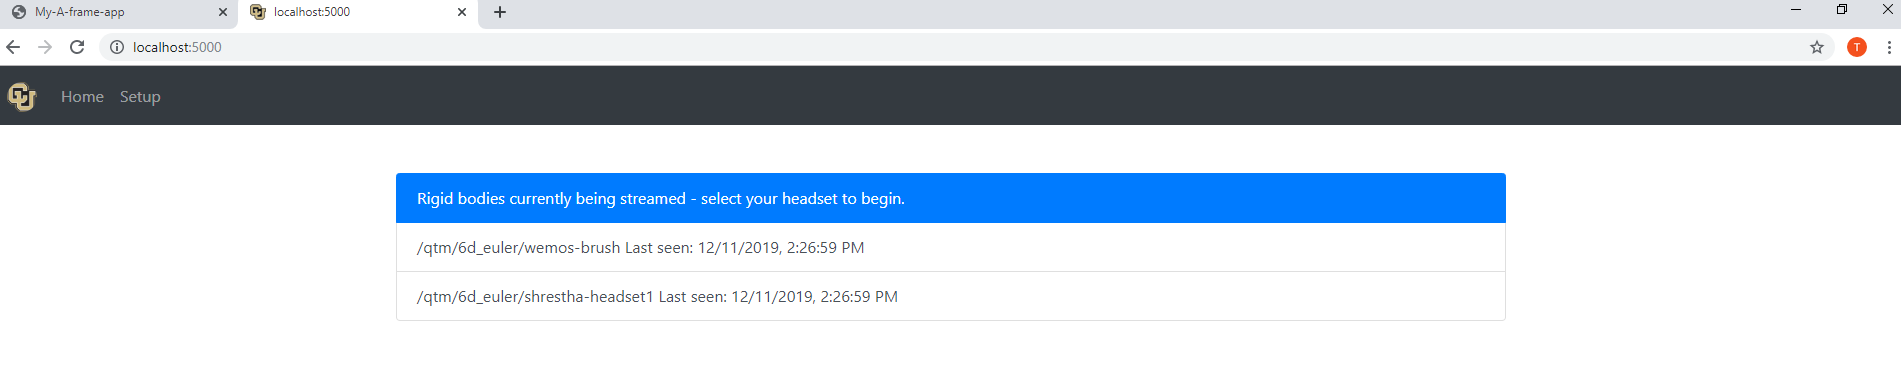 My-A-frame-app
localhost:5000
localhost:5000
T
CU
Home Setup
Rigid bodies currently being streamed - select your headset to begin.
/qtm/6d_euler/wemos-brush Last seen: 12/11/2019, 2:26:59 PM
/qtm/6d_euler/shrestha-headset1 Last seen: 12/11/2019, 2:26:59 PM